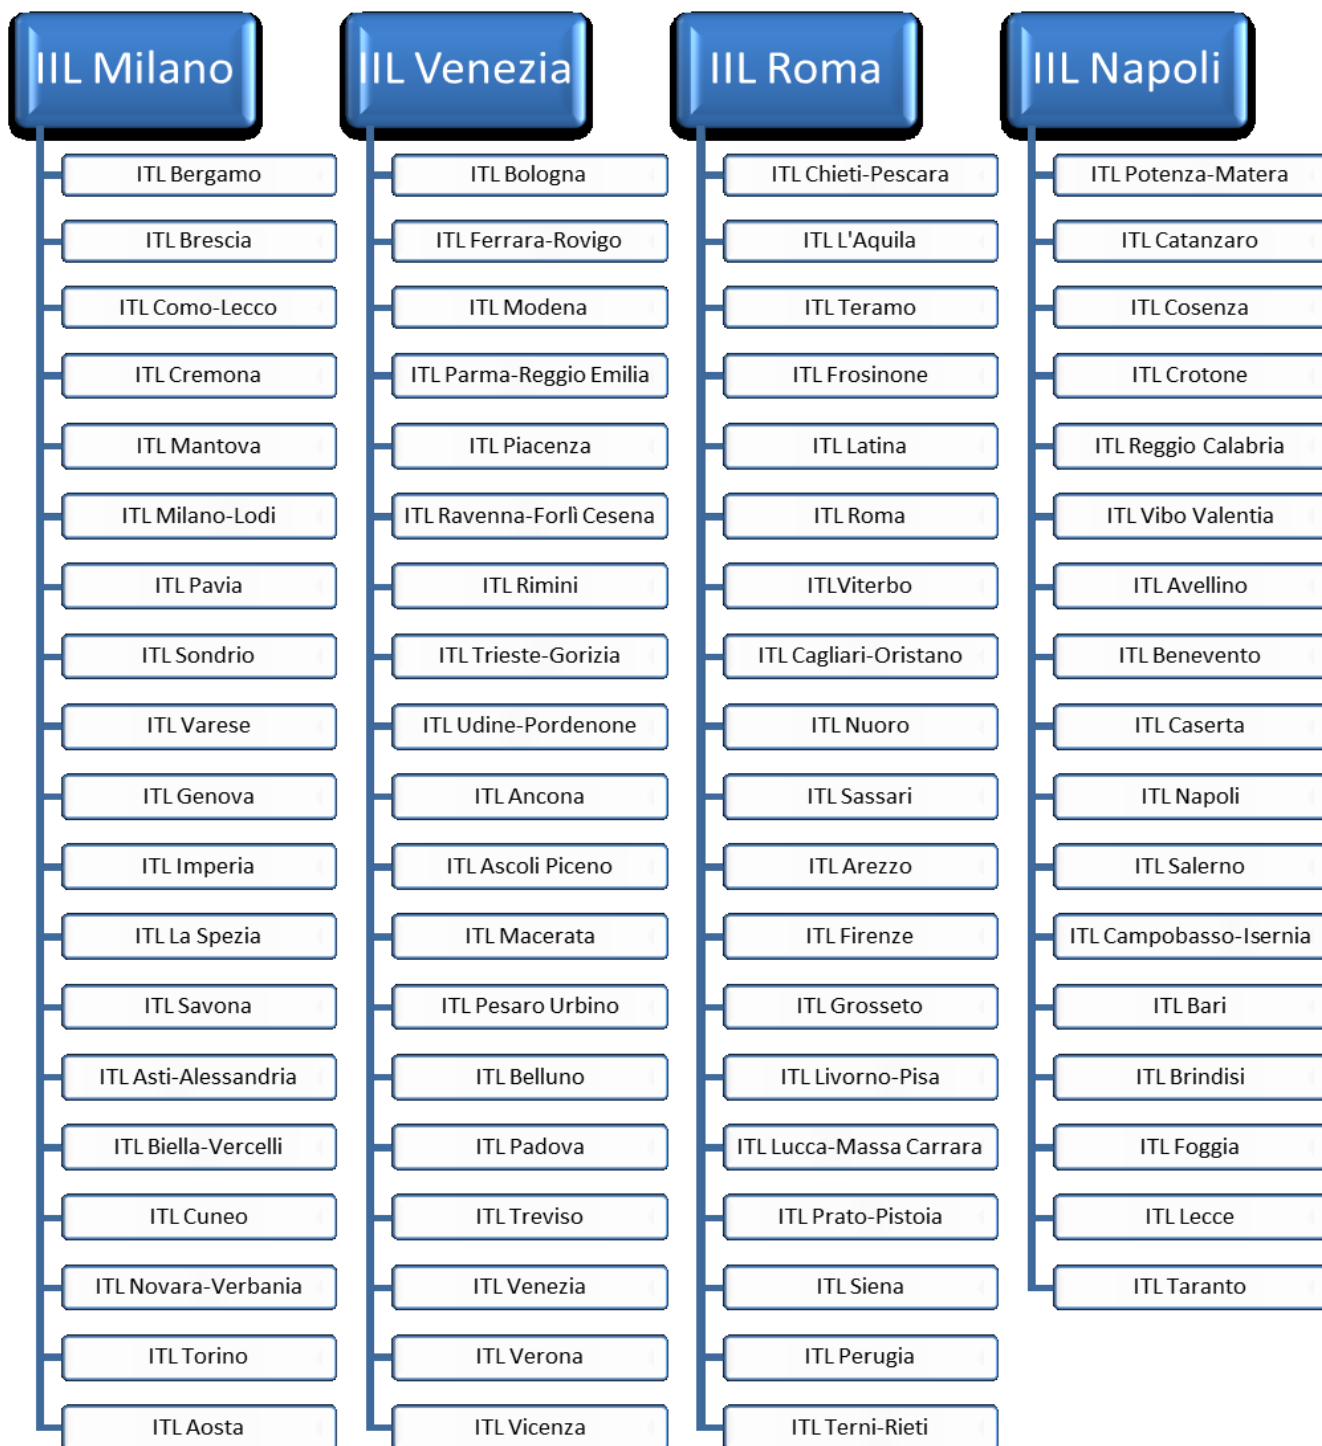 IIL Milano
ITL Bergamo
ITL Brescia
ITL Como-Lecco
ITL Cremona
ITL Mantova
ITL Milano-Lodi
ITL Pavia
ITL Sondrio
ITL Varese
ITL Genova
ITL Imperia
ITL La Spezia
ITL Savona
ITL Asti-Alessandria
ITL Biella-Vercelli
ITL Cuneo
ITL Novara-Verbania
ITL Torino
ITL Aosta
IIL Venezia
ITL Bologna
ITL Ferrara-Rovigo
ITL Modena
ITL Parma-Reggio Emilia
ITL Piacenza
ITL Ravenna-Forlì Cesena
ITL Rimini
ITL Trieste-Gorizia
ITL Udine-Pordenone
ITL Ancona
ITL Ascoli Piceno
ITL Macerata
ITL Pesaro Urbino
ITL Belluno
ITL Padova
ITL Treviso
ITL Venezia
ITL Verona
ITL Vicenza
IIL Roma
ITL Chieti-Pescara
ITL L'Aquila
ITL Teramo
ITL Frosinone
ITL Latina
ITL Roma
ITLViterbo
ITL Cagliari-Oristano
ITL Nuoro
ITL Sassari
ITL Arezzo
ITL Firenze
ITL Grosseto
ITL Livorno-Pisa
ITL Lucca-Massa Carrara
ITL Prato-Pistoia
ITL Siena
ITL Perugia
ITL Terni-Rieti
IIL Napoli
ITL Potenza-Matera
ITL Catanzaro
ITL Cosenza
ITL Crotone
ITL Reggio Calabria
ITL Vibo Valentia
ITL Avellino
ITL Benevento
ITL Caserta
ITL Napoli
ITL Salerno
ITL Campobasso-Isernia
ITL Bari
ITL Brindisi
ITL Foggia
ITL Lecce
ITL Taranto